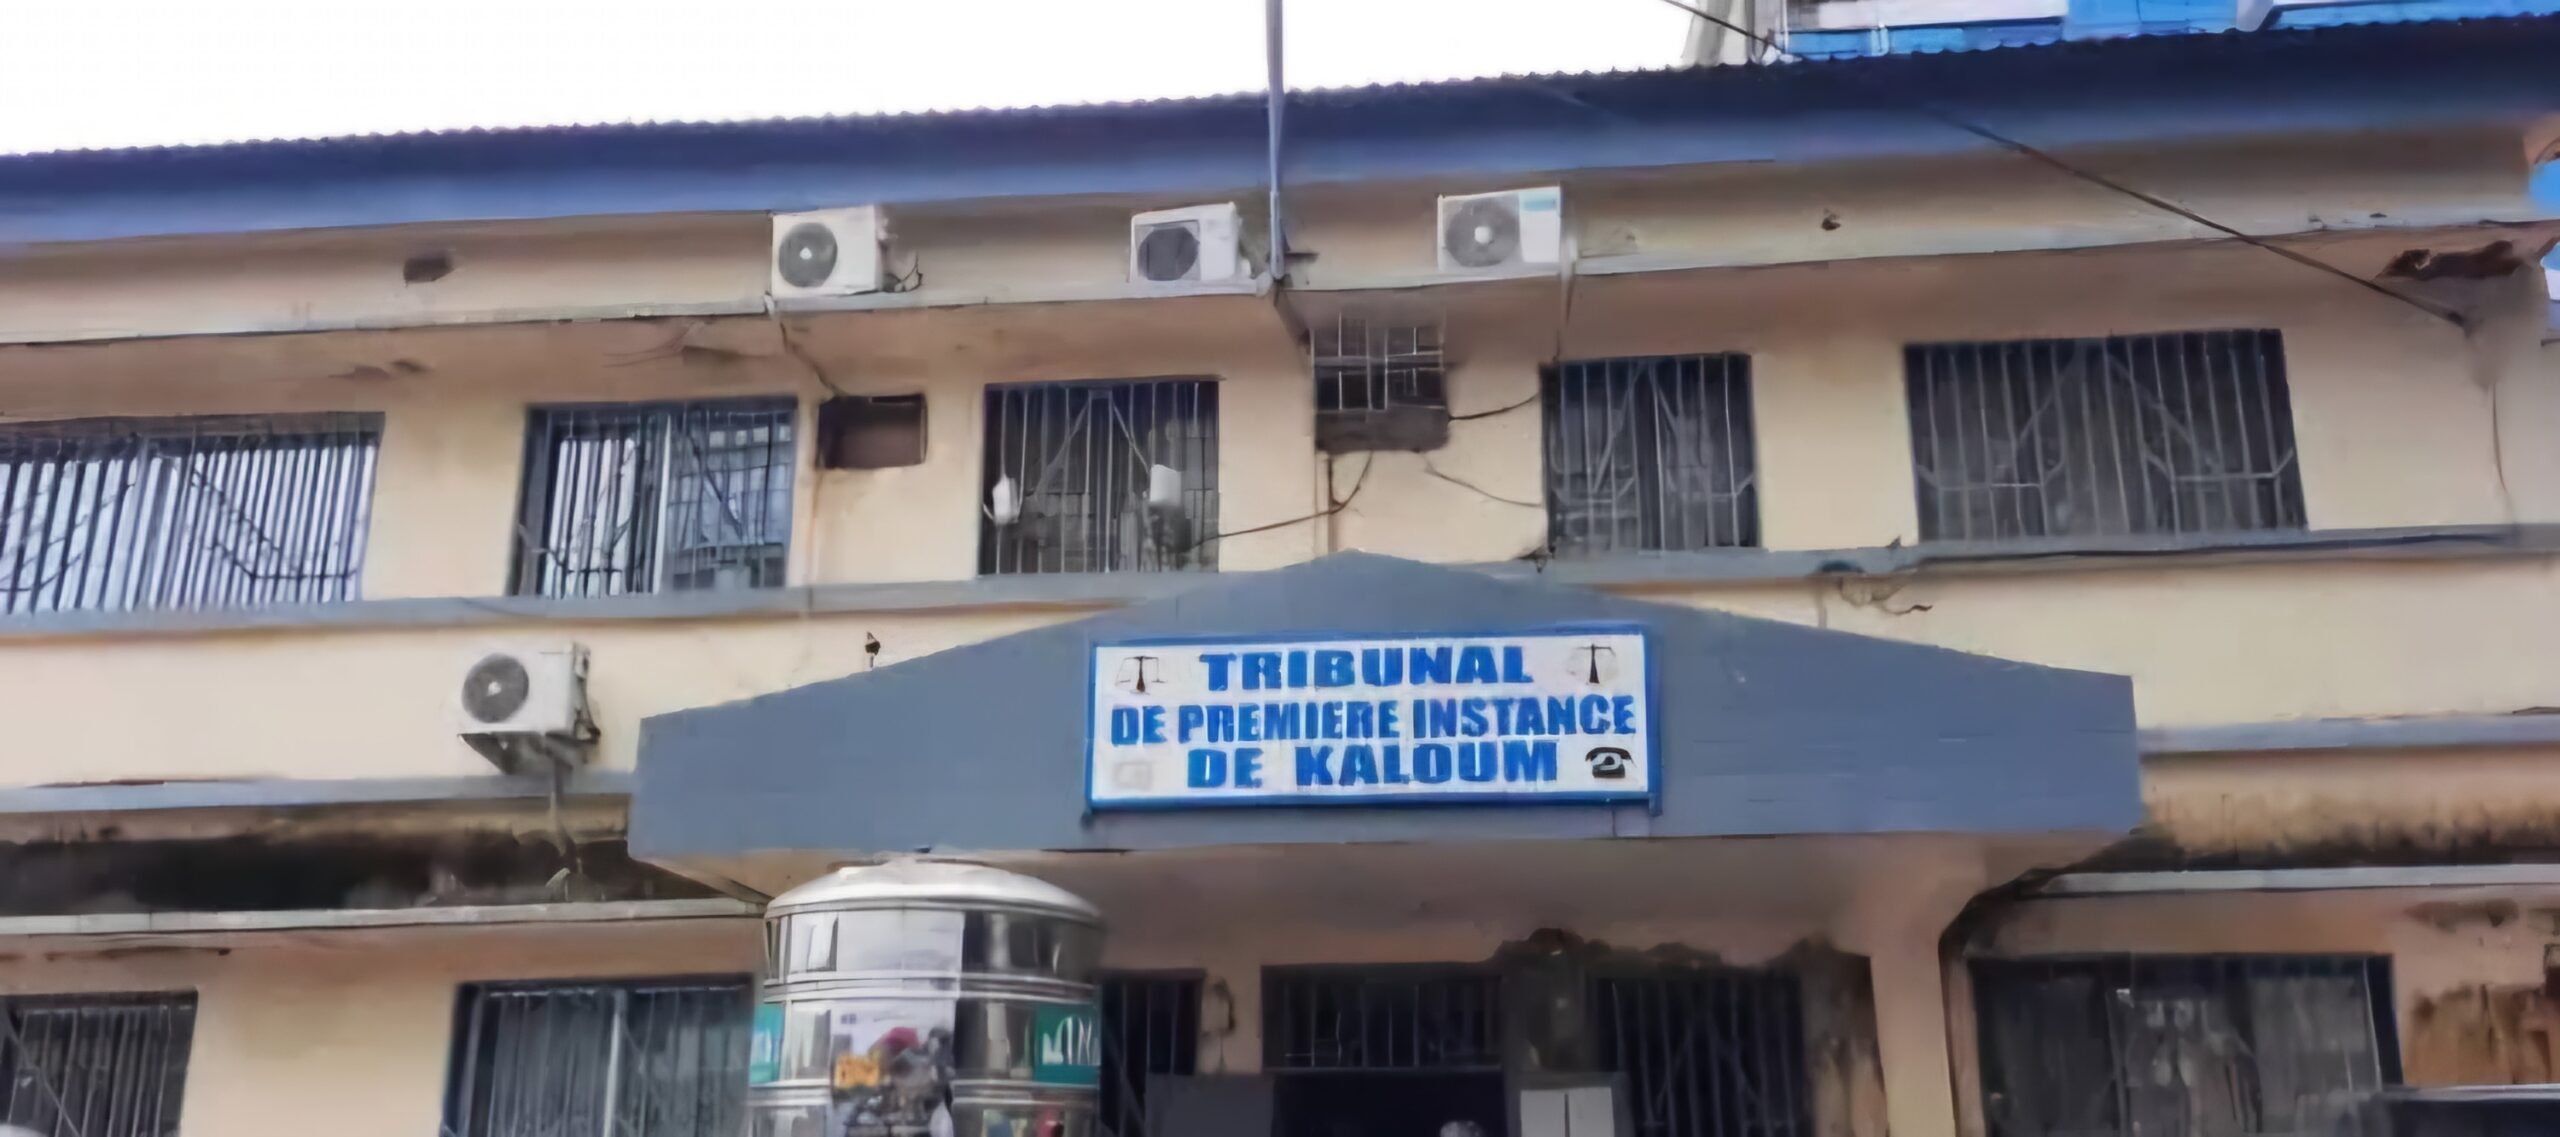 TRIBUNAL
DE PREMIERE INSTANCE
DE KALOUM